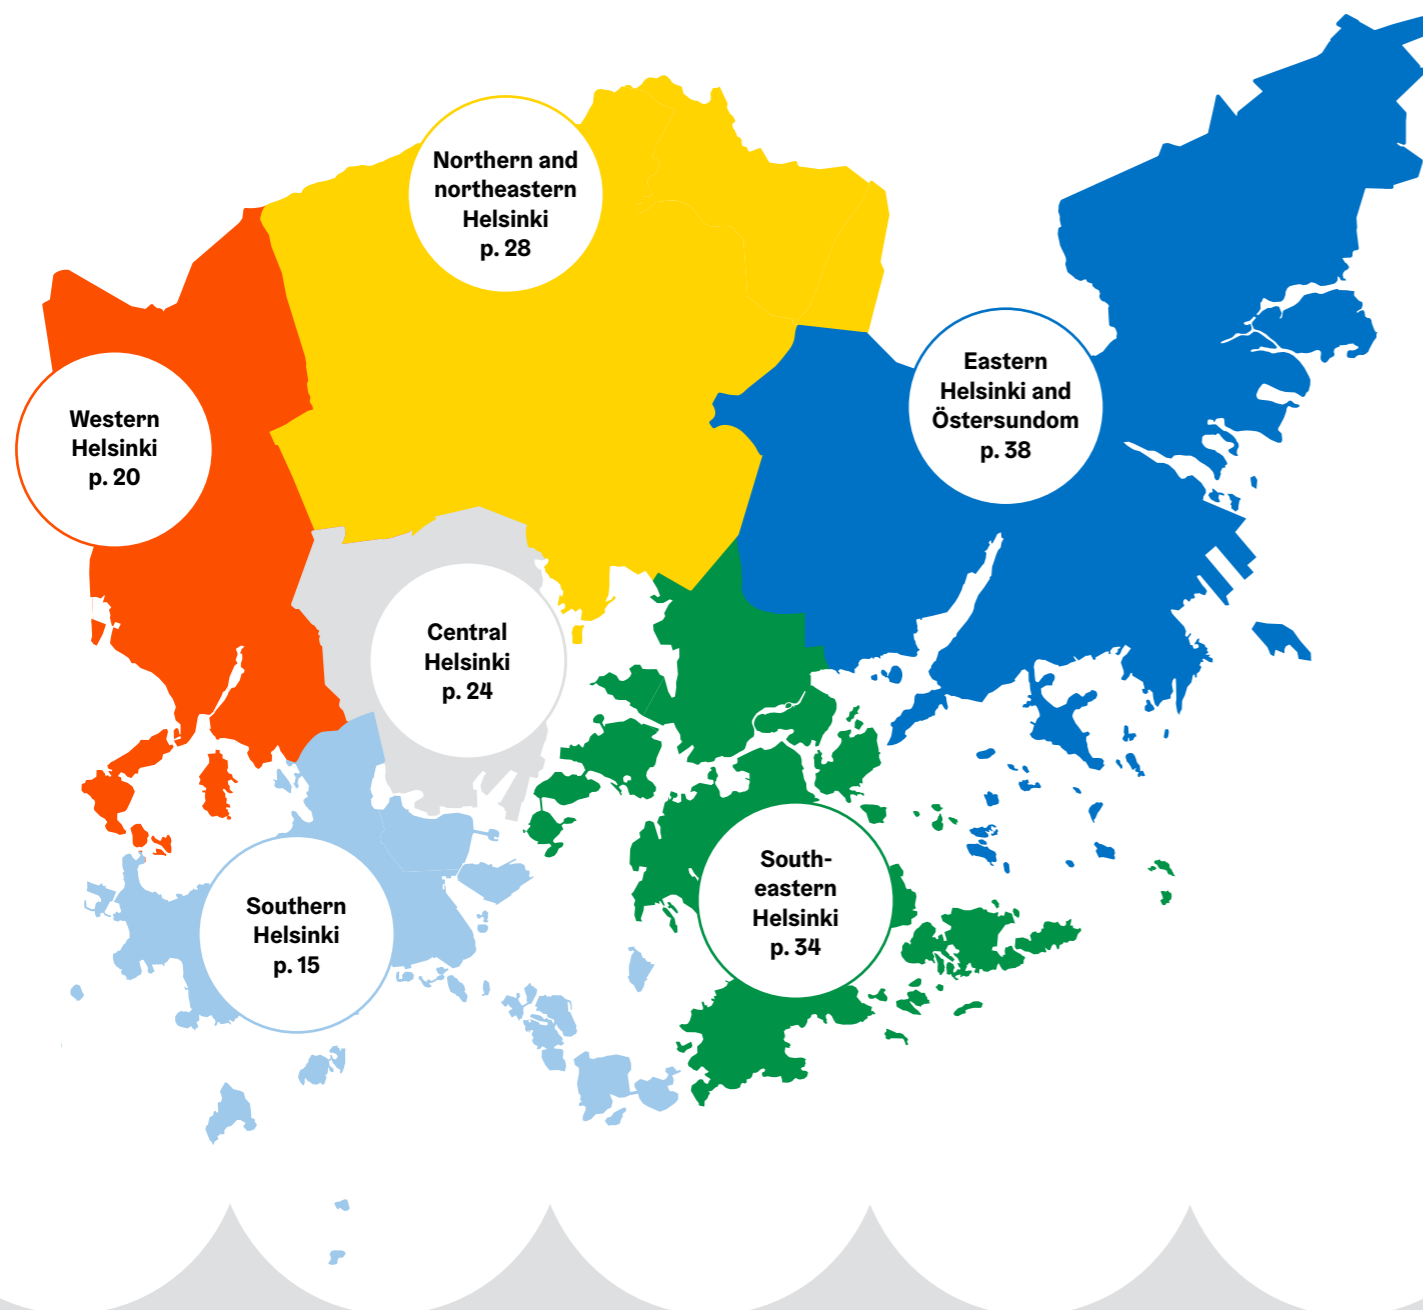 Northern and
northeastern
Helsinki
p. 28
Eastern
Helsinki and
Östersundom
p. 38
Western
Helsinki
p. 20
Central
Helsinki
p. 24
South-
eastern
Helsinki
p. 34
Southern
Helsinki
p. 15